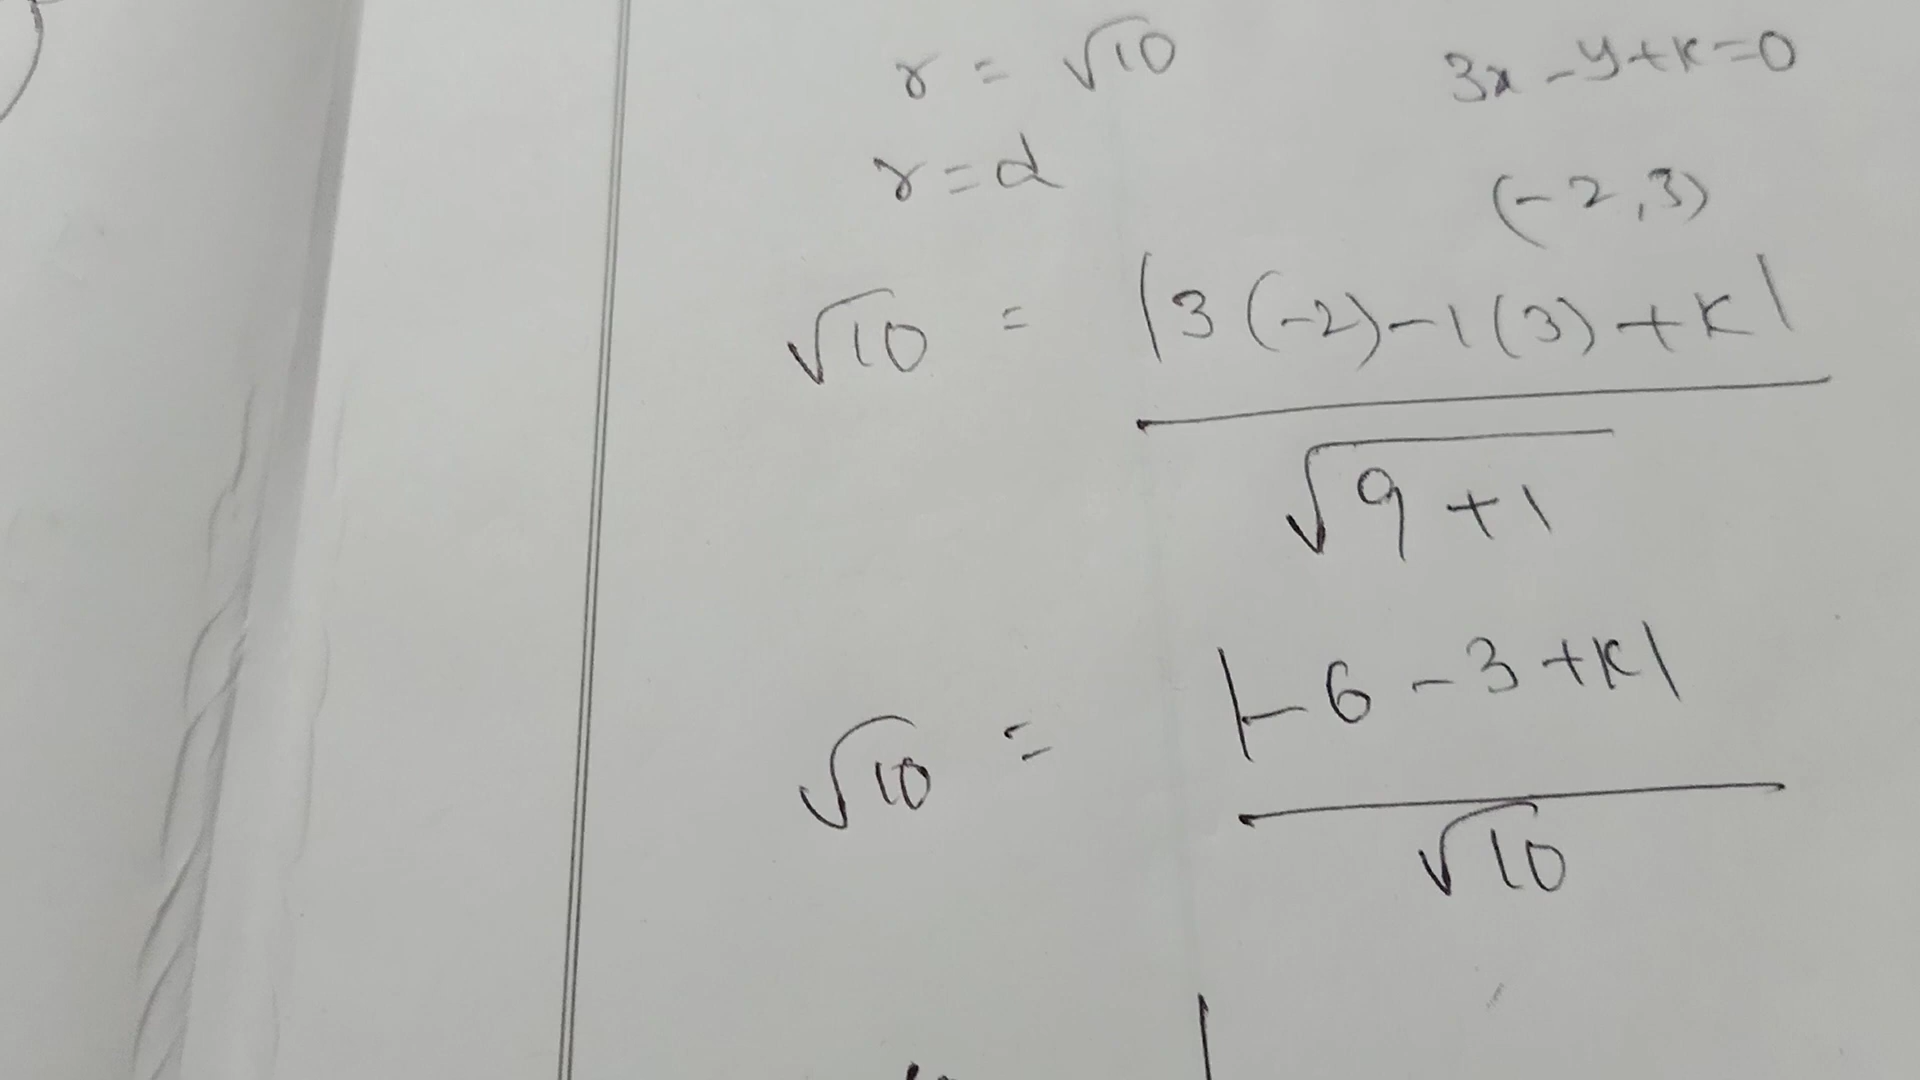 r = √10 3x - y + k = 0
r = d (-2, 3)
√10 = |3(-2) - 1(3) + k|
√9 + 1
√10 = |-6 - 3 + k|
√10